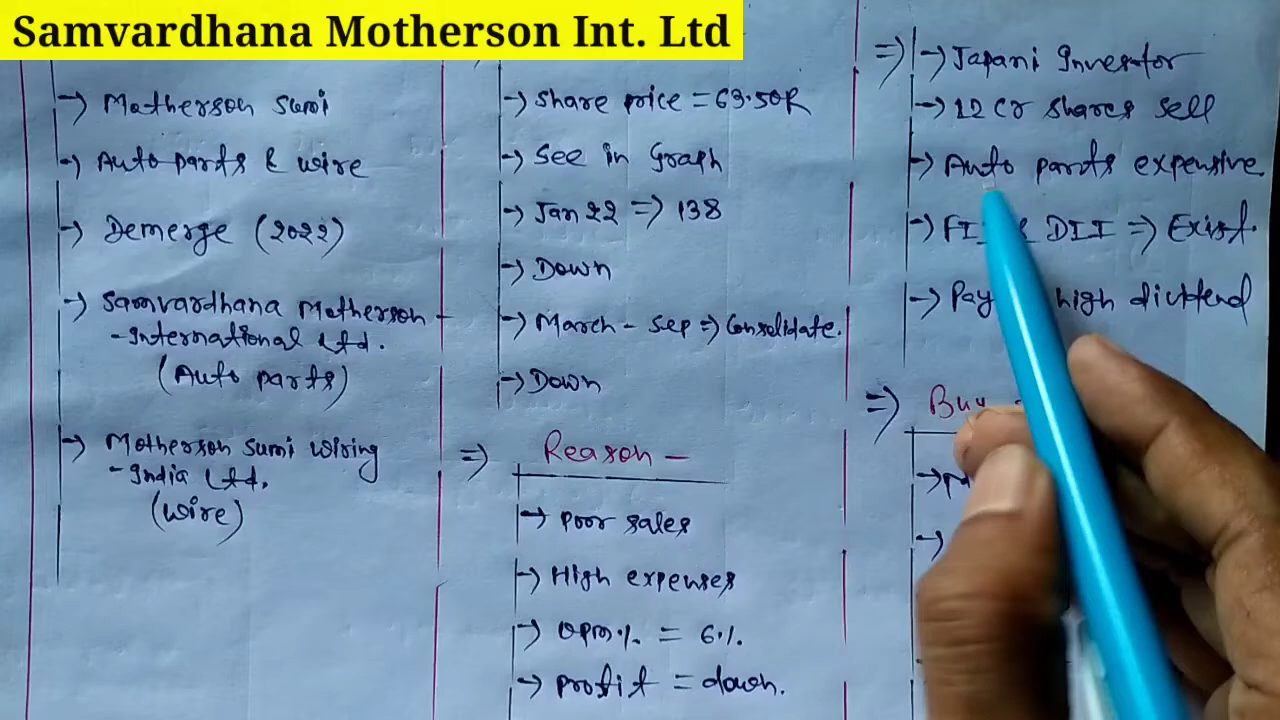 Samvardhana Motherson Int. Ltd
-> Motherson Sumi
-> Auto parts & wire
-> Demerge (2022)
-> Samvardhana Motherson -
- International Ltd.
(Auto parts)
-> Motherson Sumi Wiring
- India Ltd.
(Wire)
-> Share price = 63.50R
-> See in Graph
-> Jan 22 => 138
-> Down
-> March - Sep => Consolidate.
-> Down
=> Reason -
-> Poor sales
-> High expenses
-> OPM% = 6%
-> Profit = down.
=> -> Japani Investor
-> 12 Cr shares sell
-> Auto parts expensive
-> DII => Exist.
-> Pay high dividend
=> Buy